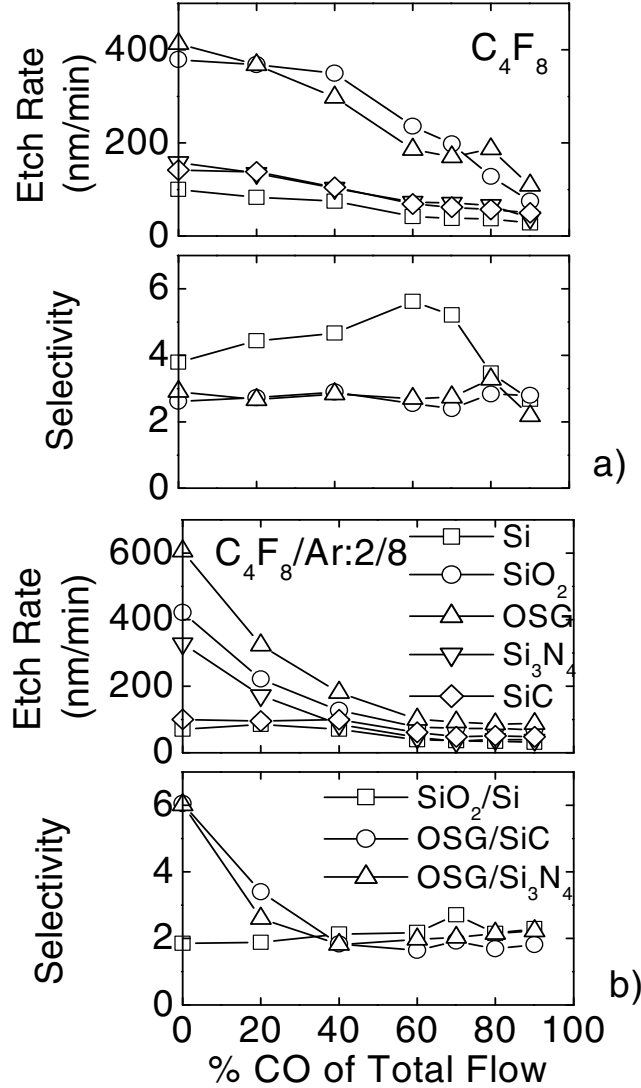 C4F8
Etch Rate
(nm/min)
400
200
0
Selectivity
6
4
2
0
a)
C4F8/Ar:2/8
Si
SiO2
OSG
Si3N4
SiC
Etch Rate
(nm/min)
600
400
200
0
Selectivity
6
4
2
0
SiO2/Si
OSG/SiC
OSG/Si3N4
b)
0 20 40 60 80 100
% CO of Total Flow